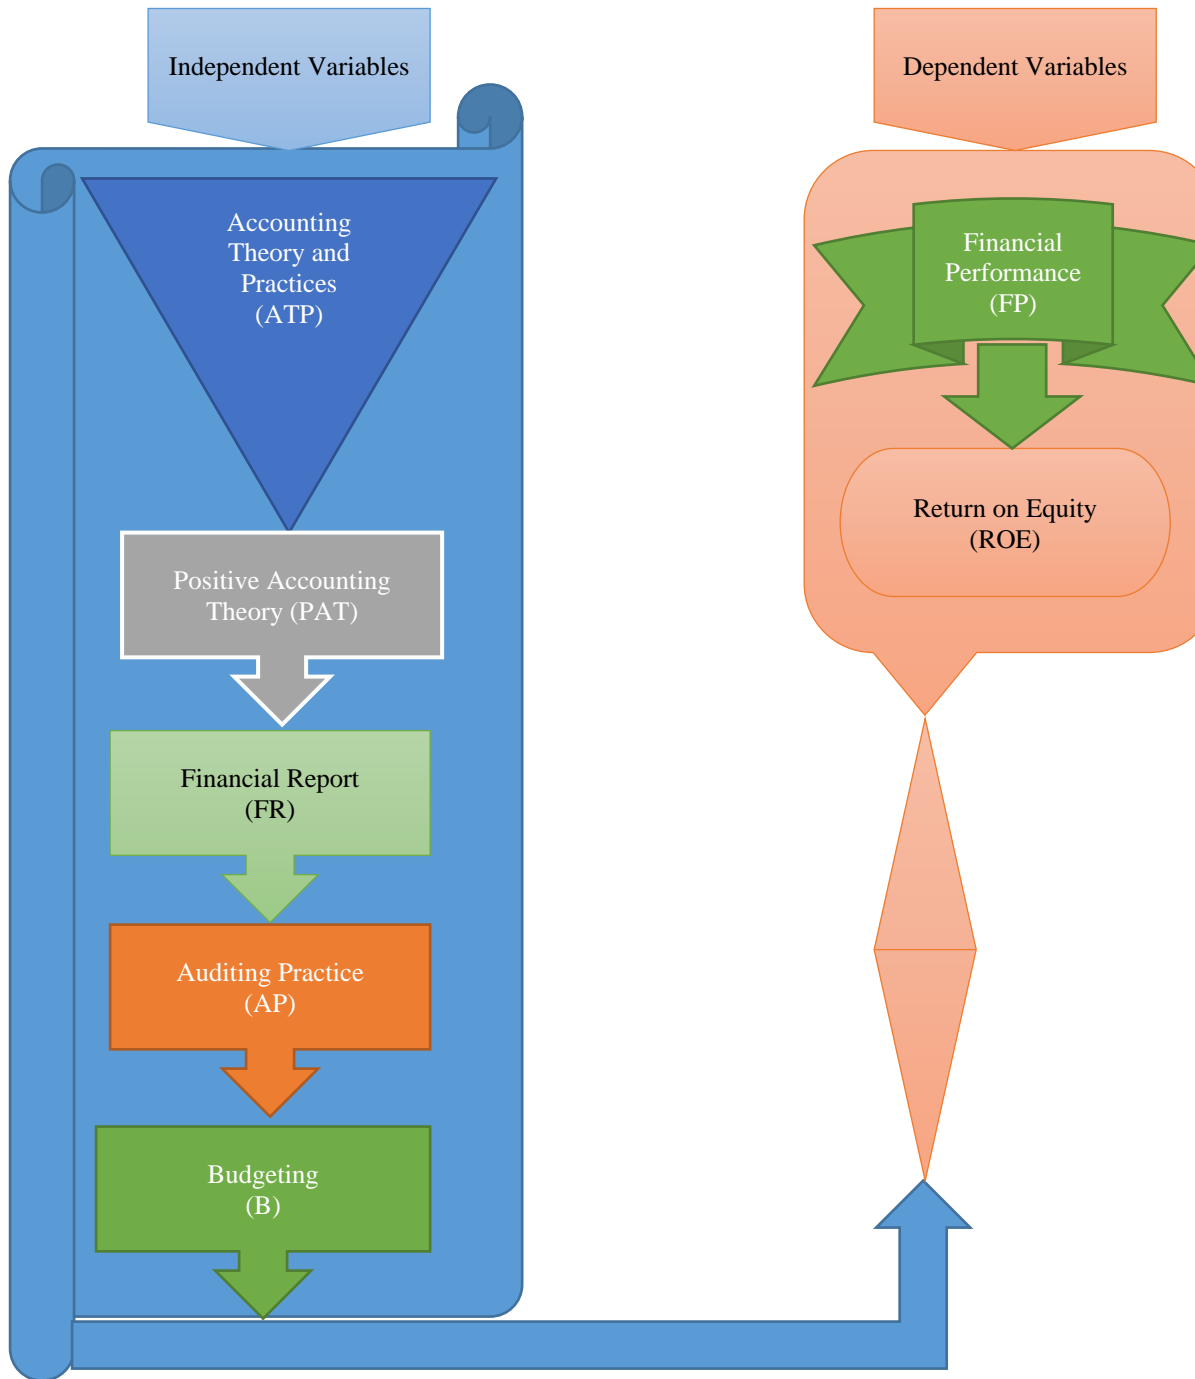 Independent Variables
Dependent Variables
Accounting
Theory and
Practices
(ATP)
Financial
Performance
(FP)
Return on Equity
(ROE)
Positive Accounting
Theory (PAT)
Financial Report
(FR)
Auditing Practice
(AP)
Budgeting
(B)